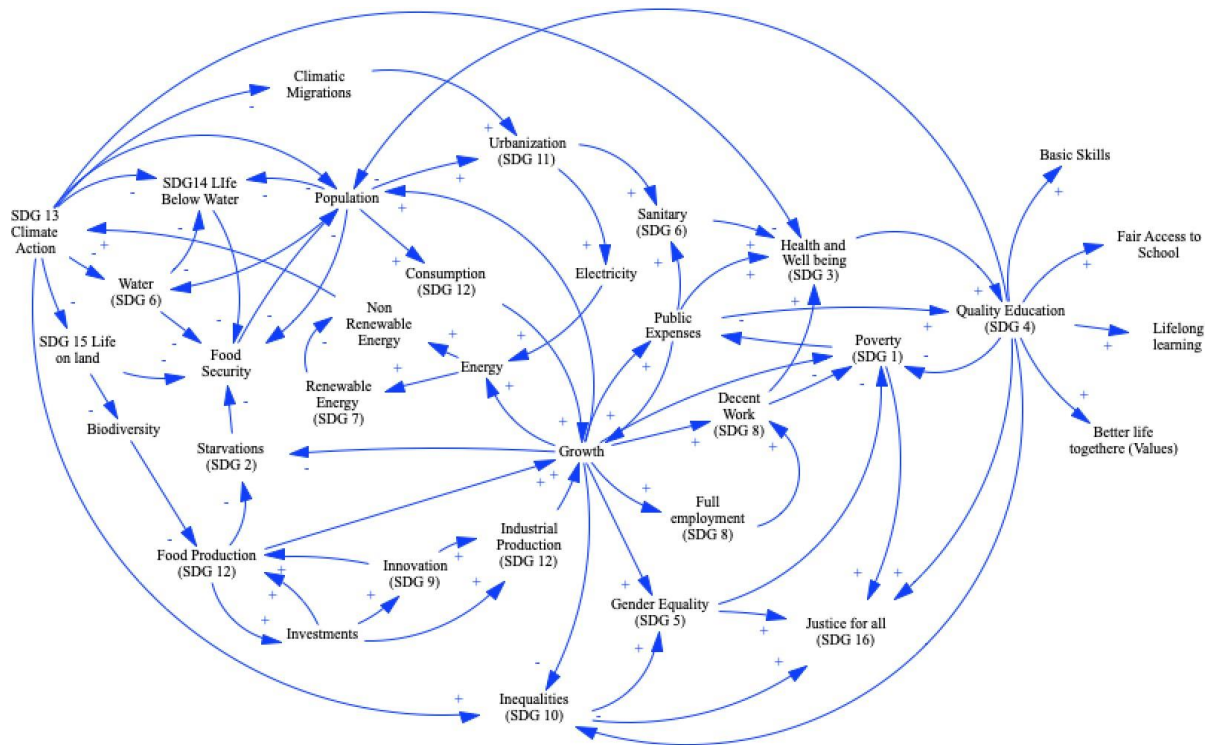 Climatic
Migrations
Urbanization
(SDG 11)
Basic Skills
SDG14 LIfe
Below Water
Population
Sanitary
(SDG 6)
SDG 13
Climate
Action
Health and
Well being
(SDG 3)
Fair Access to
School
Water
(SDG 6)
Consumption
(SDG 12)
Electricity
Non
Renewable
Energy
Public
Expenses
Quality Education
(SDG 4)
Lifelong
learning
SDG 15 Life
on land
Food
Security
Energy
Poverty
(SDG 1)
Renewable
Energy
(SDG 7)
Decent
Work
(SDG 8)
Biodiversity
Starvations
(SDG 2)
Growth
Better life
togethere (Values)
Full
employment
(SDG 8)
Industrial
Production
(SDG 12)
Food Production
(SDG 12)
Innovation
(SDG 9)
Gender Equality
(SDG 5)
Justice for all
(SDG 16)
Investments
Inequalities
(SDG 10)